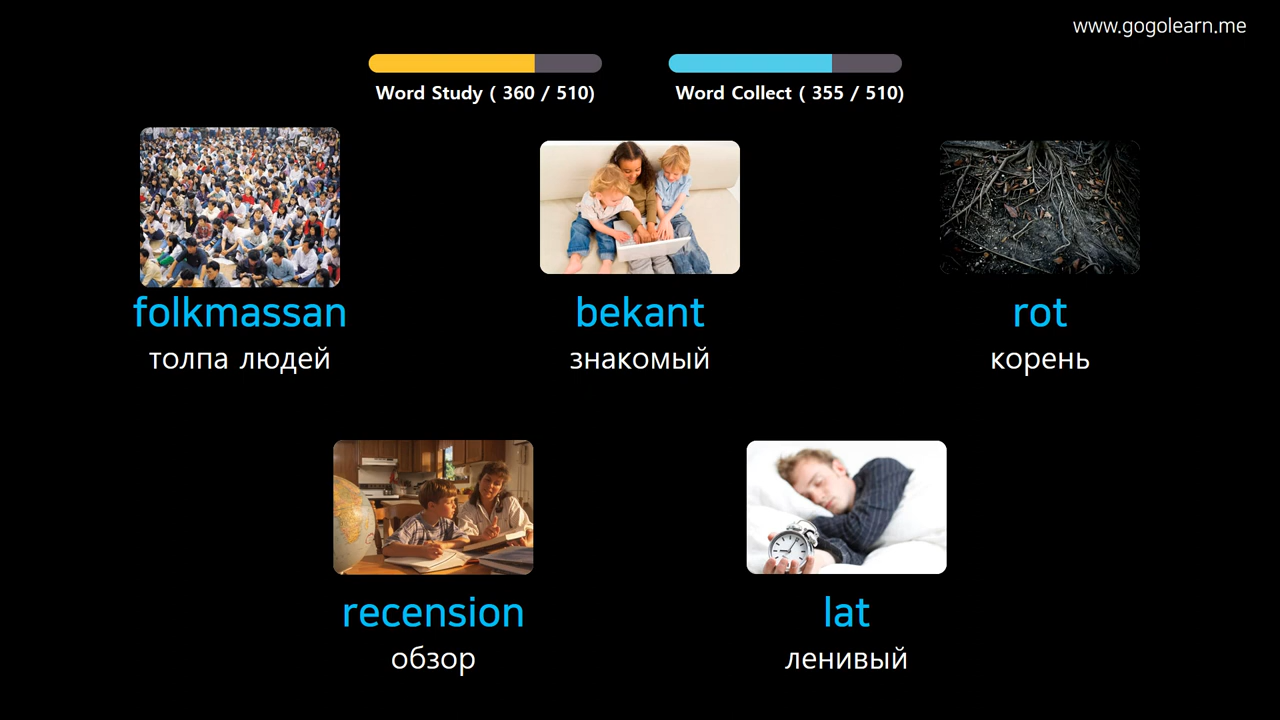 www.gogolearn.me
Word Study ( 360 / 510)
Word Collect ( 355 / 510)
folkmassan
толпа людей
bekant
знакомый
rot
корень
recension
обзор
lat
ленивый